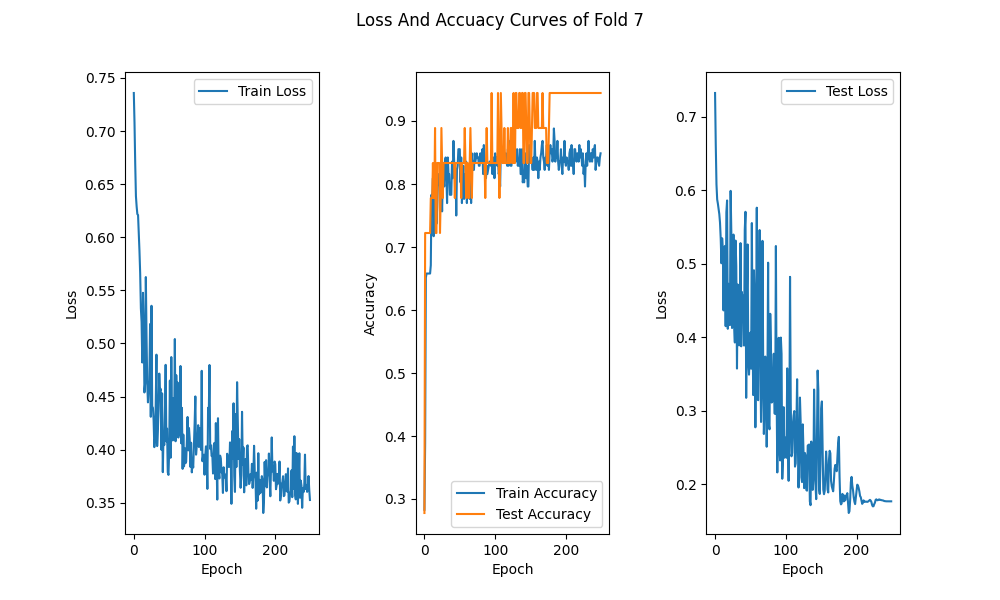 Loss And Accuacy Curves of Fold 7
Train Loss
Loss
0.75
0.70
0.65
0.60
0.55
0.50
0.45
0.40
0.35
0 100 200
Epoch
Accuracy
0.9
0.8
0.7
0.6
0.5
0.4
0.3
Train Accuracy
Test Accuracy
0 100 200
Epoch
Test Loss
Loss
0.7
0.6
0.5
0.4
0.3
0.2
0 100 200
Epoch